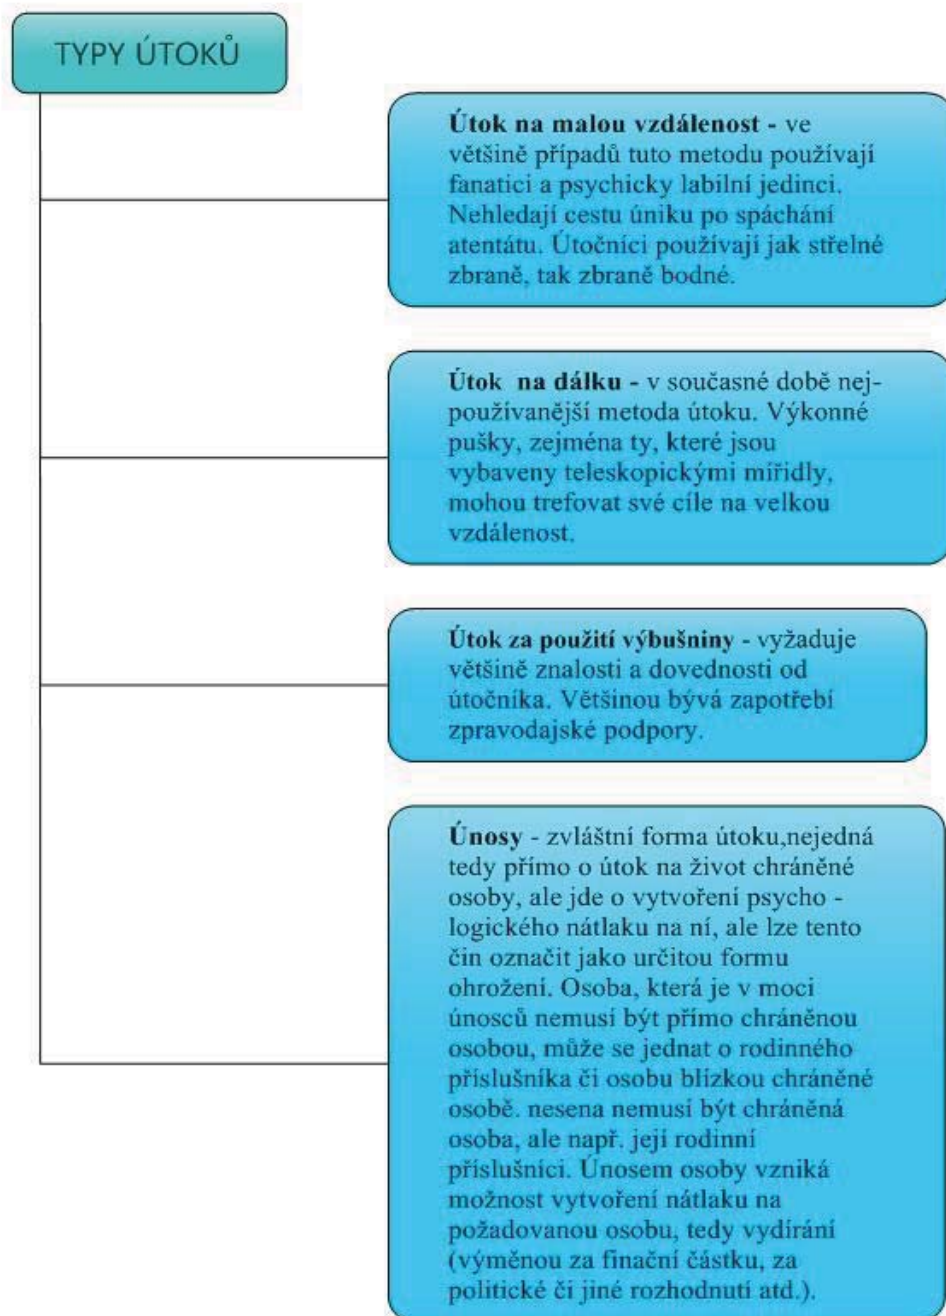 TYPY ÚTOKŮ
Útok na malou vzdálenost - ve
většině případů tuto metodu používají
fanatici a psychicky labilní jedinci.
Nehledají cestu úniku po spáchání
atentátu. Útočníci používají jak střelné
zbraně, tak zbraně bodné.
Útok na dálku - v současné době nej-
používanější metoda útoku. Výkonné
pušky, zejména ty, které jsou
vybaveny teleskopickými mířidly,
mohou trefovat své cíle na velkou
vzdálenost.
Útok za použití výbušniny - vyžaduje
většině znalosti a dovednosti od
útočníka. Většinou bývá zapotřebí
zpravodajské podpory.
Únosy - zvláštní forma útoku,nejedná
tedy přímo o útok na život chráněné
osoby, ale jde o vytvoření psycho -
logického nátlaku na ní, ale lze tento
čin označit jako určitou formu
ohrožení. Osoba, která je v moci
únosců nemusí být přímo chráněnou
osobou, může se jednat o rodinného
příslušníka či osobu blízkou chráněné
osobě. nesena nemusí být chráněná
osoba, ale např. její rodinní
příslušníci. Únosem osoby vzniká
možnost vytvoření nátlaku na
požadovanou osobu, tedy vydírání
(výměnou za finanční částku, za
politické či jiné rozhodnutí atd.).